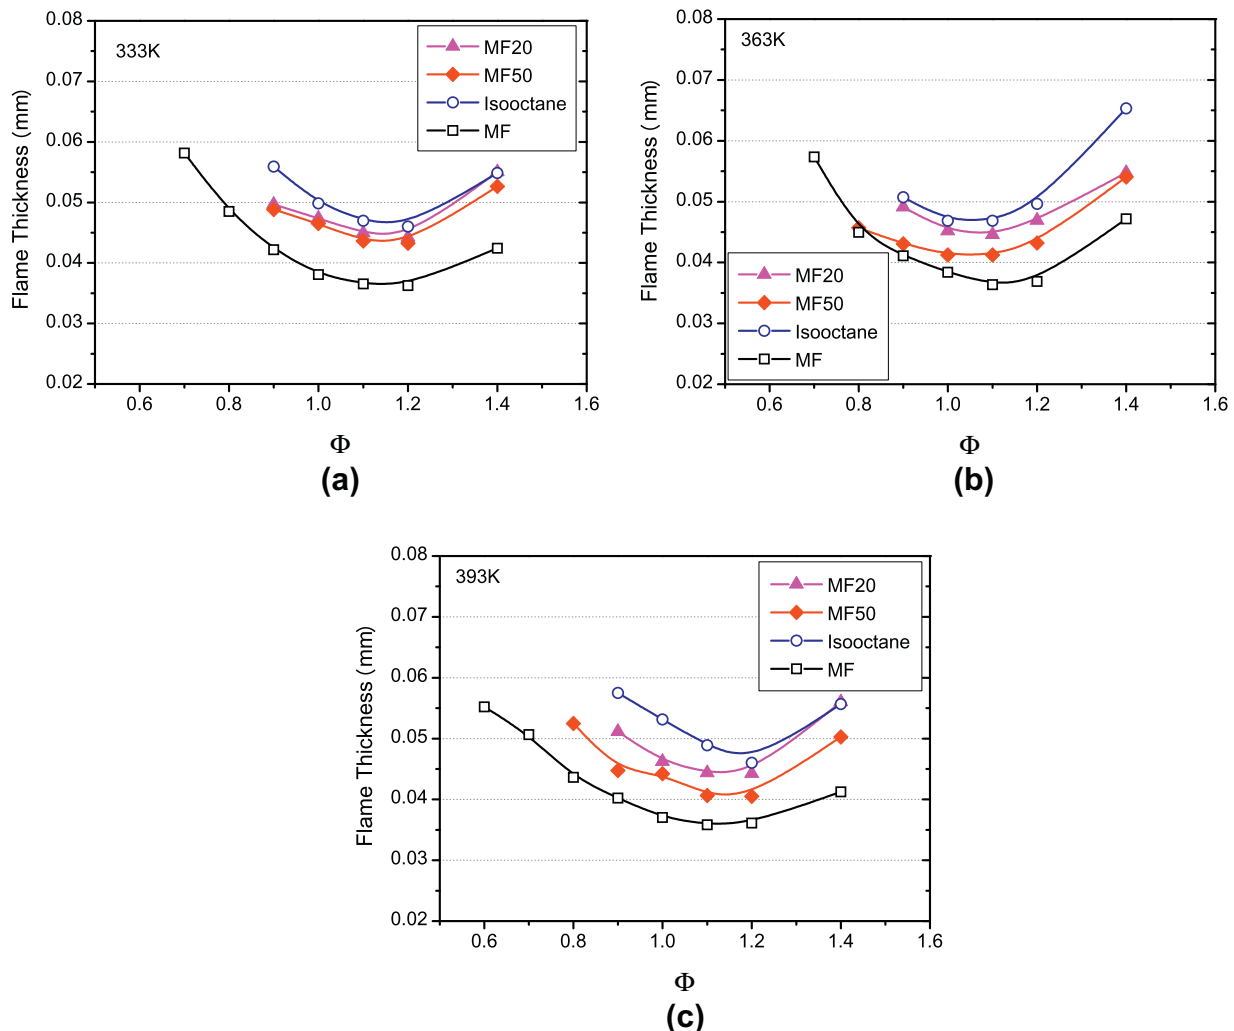 0.08
0.07
0.06
0.05
0.04
0.03
0.02
Flame Thickness (mm)
333K
MF20
MF50
Isooctane
MF
0.6 0.8 1.0 1.2 1.4 1.6
Φ
(a)
0.08
0.07
0.06
0.05
0.04
0.03
0.02
Flame Thickness (mm)
363K
MF20
MF50
Isooctane
MF
0.6 0.8 1.0 1.2 1.4 1.6
Φ
(b)
0.08
0.07
0.06
0.05
0.04
0.03
0.02
Flame Thickness (mm)
393K
MF20
MF50
Isooctane
MF
0.6 0.8 1.0 1.2 1.4 1.6
Φ
(c)